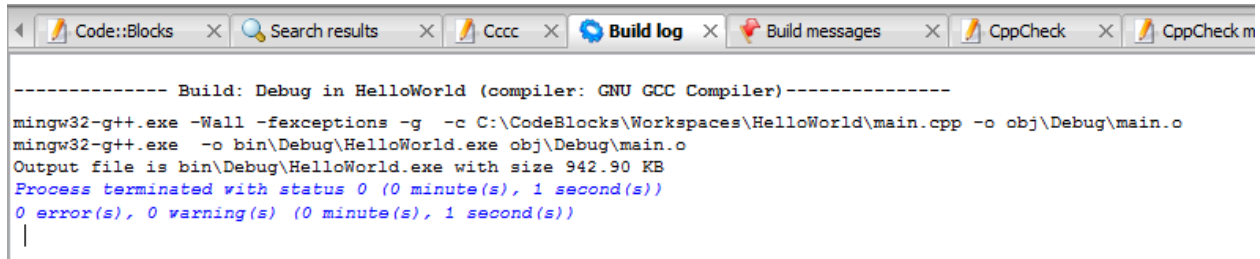 Code::Blocks Search results Cccc Build log Build messages CppCheck CppCheck m
-------------- Build: Debug in HelloWorld (compiler: GNU GCC Compiler)---------------
mingw32-g++.exe -Wall -fexceptions -g  -c C:\CodeBlocks\Workspaces\HelloWorld\main.cpp -o obj\Debug\main.o
mingw32-g++.exe  -o bin\Debug\HelloWorld.exe obj\Debug\main.o
Output file is bin\Debug\HelloWorld.exe with size 942.90 KB
Process terminated with status 0 (0 minute(s), 1 second(s))
0 error(s), 0 warning(s) (0 minute(s), 1 second(s))